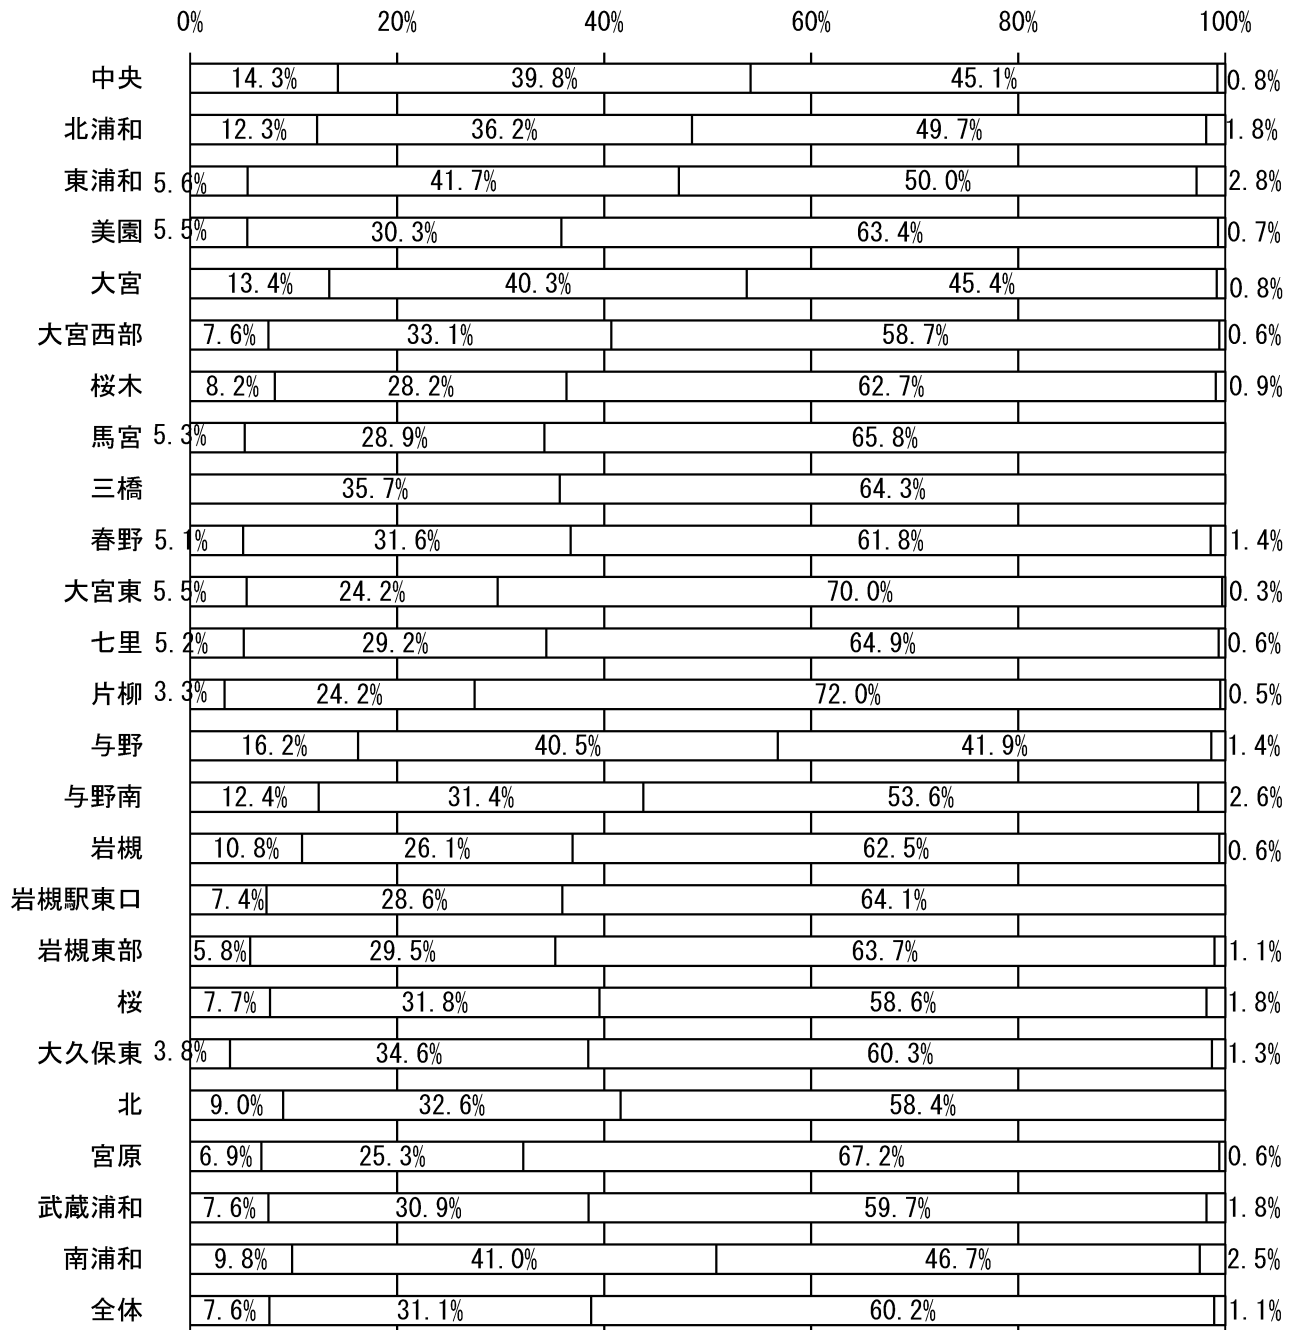 0% 20% 40% 60% 80% 100%
中央 14.3% 39.8% 45.1% 0.8%
北浦和 12.3% 36.2% 49.7% 1.8%
東浦和 5.6% 41.7% 50.0% 2.8%
美園 5.5% 30.3% 63.4% 0.7%
大宮 13.4% 40.3% 45.4% 0.8%
大宮西部 7.6% 33.1% 58.7% 0.6%
桜木 8.2% 28.2% 62.7% 0.9%
馬宮 5.3% 28.9% 65.8%
三橋 35.7% 64.3%
春野 5.1% 31.6% 61.8% 1.4%
大宮東 5.5% 24.2% 70.0% 0.3%
七里 5.2% 29.2% 64.9% 0.6%
片柳 3.3% 24.2% 72.0% 0.5%
与野 16.2% 40.5% 41.9% 1.4%
与野南 12.4% 31.4% 53.6% 2.6%
岩槻 10.8% 26.1% 62.5% 0.6%
岩槻駅東口 7.4% 28.6% 64.1%
岩槻東部 5.8% 29.5% 63.7% 1.1%
桜 7.7% 31.8% 58.6% 1.8%
大久保東 3.8% 34.6% 60.3% 1.3%
北 9.0% 32.6% 58.4%
宮原 6.9% 25.3% 67.2% 0.6%
武蔵浦和 7.6% 30.9% 59.7% 1.8%
南浦和 9.8% 41.0% 46.7% 2.5%
全体 7.6% 31.1% 60.2% 1.1%